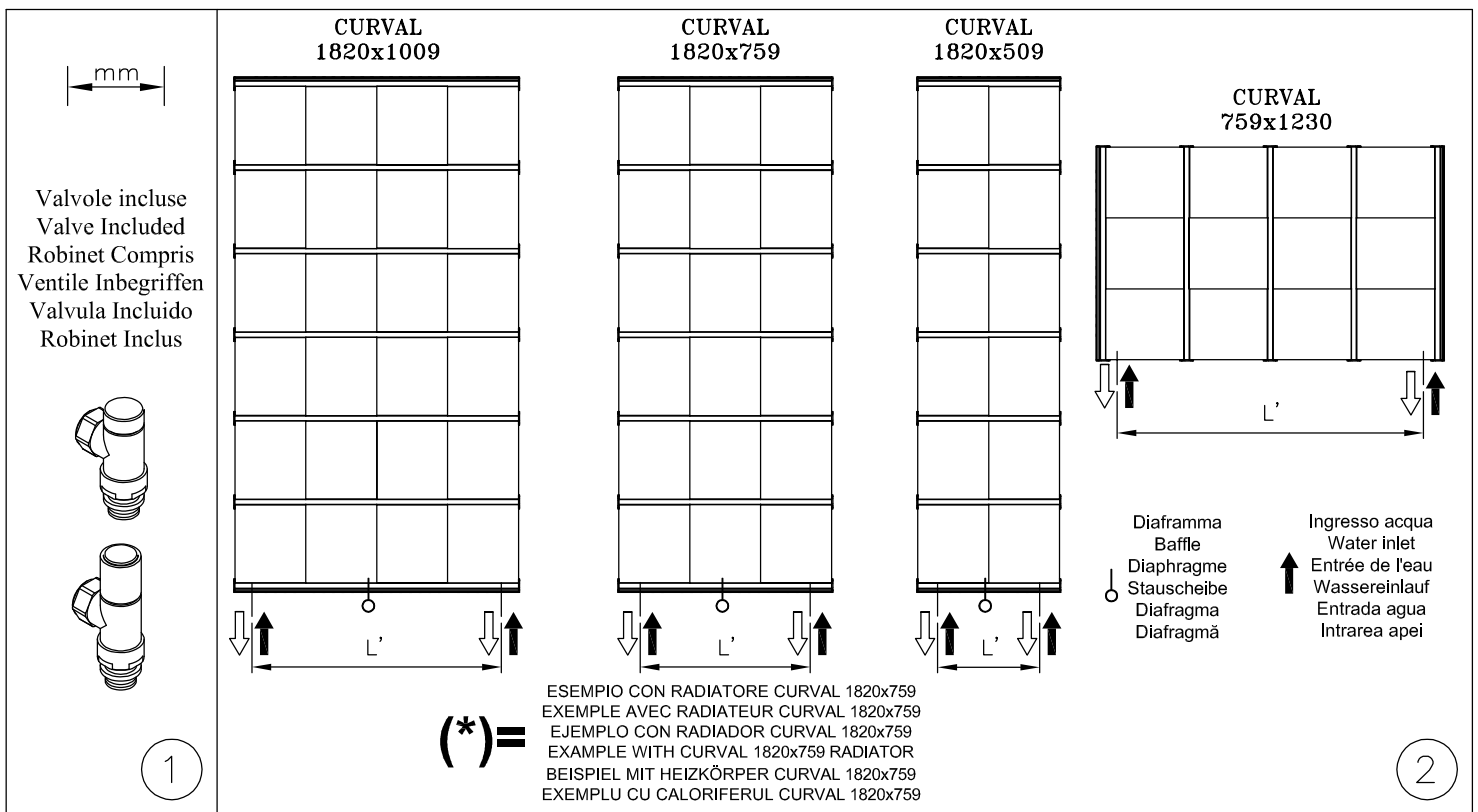 mm
Valvole incluse
Valve Included
Robinet Compris
Ventile Inbegriffen
Valvula Incluido
Robinet Inclus
1
CURVAL
1820x1009
L'
CURVAL
1820x759
L'
CURVAL
1820x509
L'
CURVAL
759x1230
L'
Diaframma
Baffle
Diaphragme
Stauscheibe
Diafragma
Diafragmă
Ingresso acqua
Water inlet
Entrée de l'eau
Wassereinlauf
Entrada agua
Intrarea apei
(*)=
ESEMPIO CON RADIATORE CURVAL 1820x759
EXEMPLE AVEC RADIATEUR CURVAL 1820x759
EJEMPLO CON RADIADOR CURVAL 1820x759
EXAMPLE WITH CURVAL 1820x759 RADIATOR
BEISPIEL MIT HEIZKÖRPER CURVAL 1820x759
EXEMPLU CU CALORIFERUL CURVAL 1820x759
2